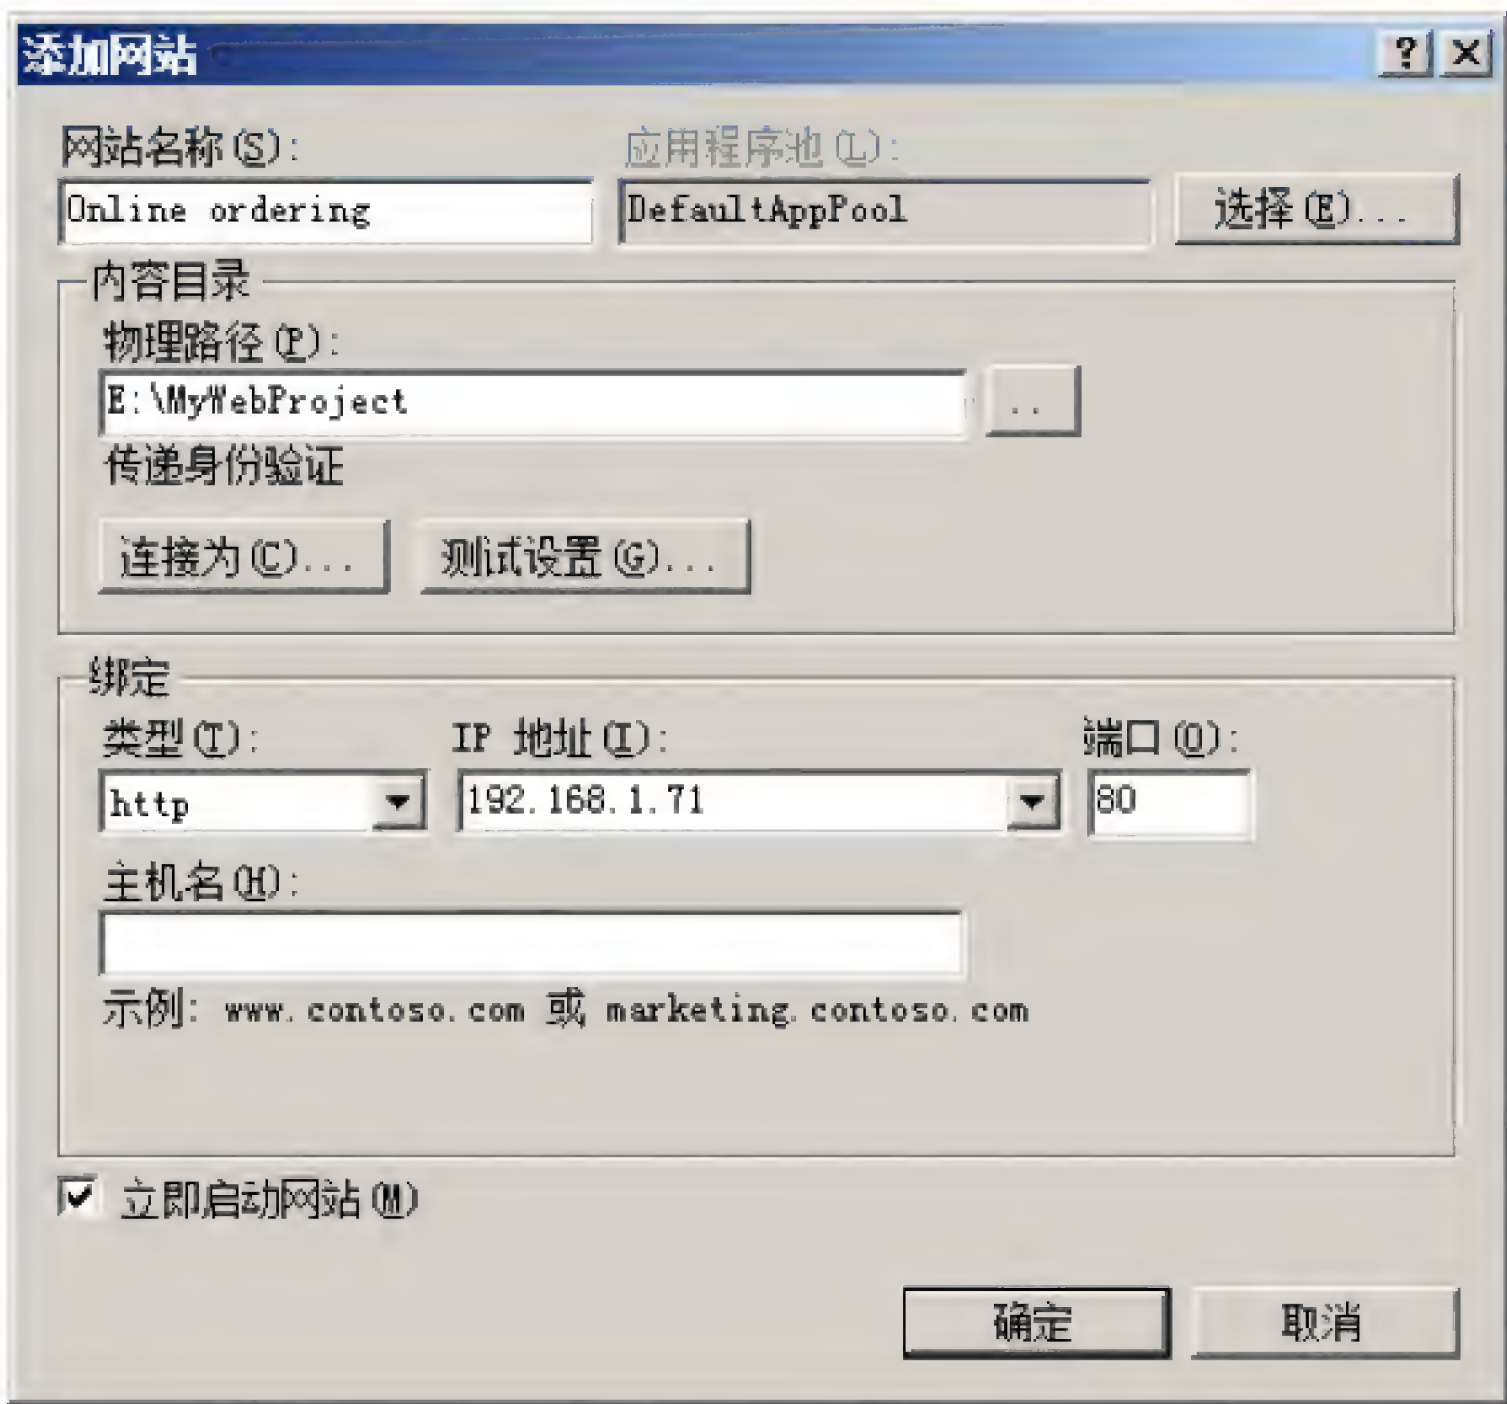 添加网站
网站名称(S):
应用程序池(L):
Online ordering
DefaultAppPool
选择(E)...
内容目录
物理路径(P):
E:\MyWebProject
..
传递身份验证
连接为(C)...
测试设置(G)...
绑定
类型(T):
IP 地址(I):
端口(O):
http
192.168.1.71
80
主机名(H):
示例: www.contoso.com 或 marketing.contoso.com
立即启动网站(M)
确定
取消